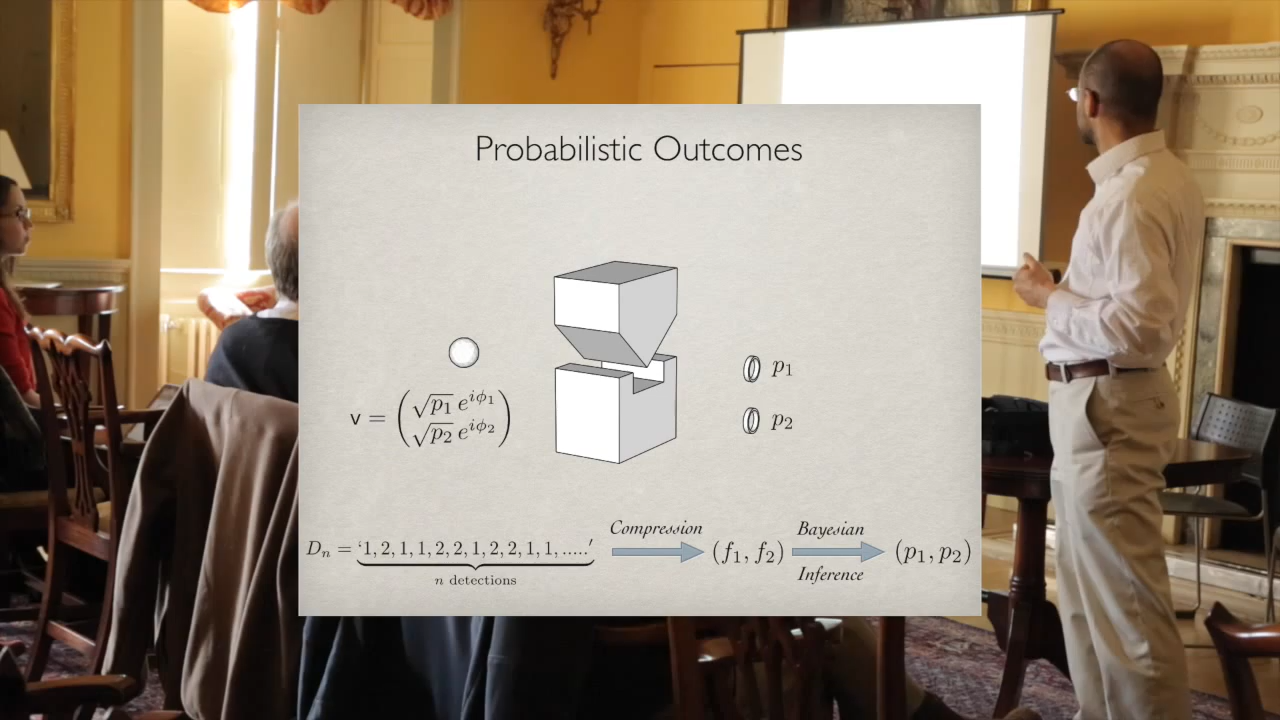 Probabilistic Outcomes
p₁
v = (√p₁ e^{iϕ₁}
√p₂ e^{iϕ₂})
p₂
Compression
Bayesian
Dₙ = ‘1, 2, 1, 1, 2, 2, 1, 2, 2, 1, 1, .....’
(f₁, f₂)
(p₁, p₂)
n detections
Inference